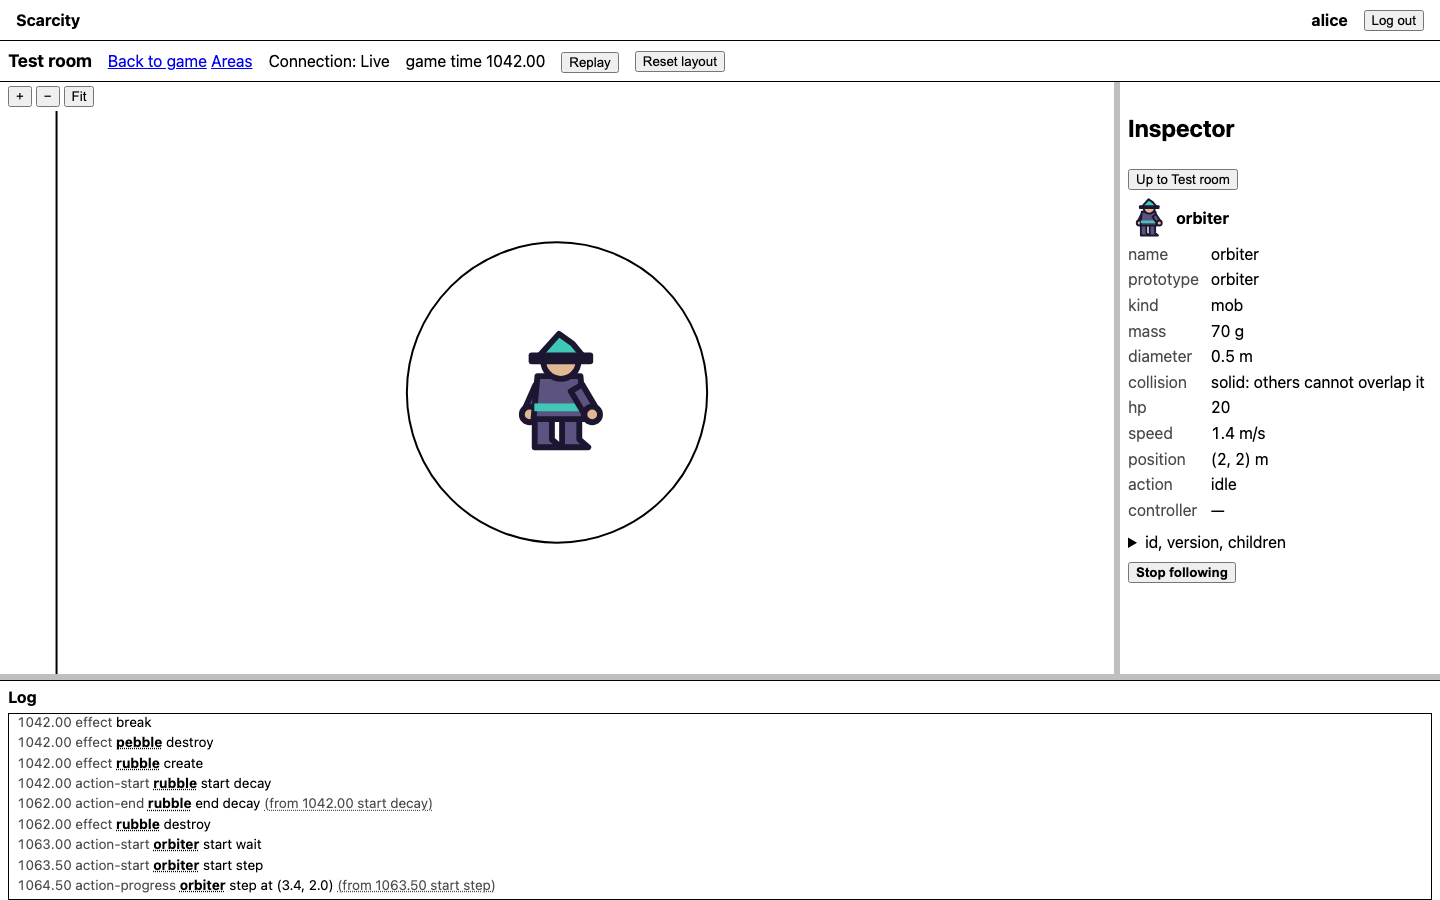 Scarcity
alice Log out
Test room Back to game Areas Connection: Live game time 1042.00 Replay Reset layout
+ − Fit
Inspector
Up to Test room
orbiter
name orbiter
prototype orbiter
kind mob
mass 70 g
diameter 0.5 m
collision solid: others cannot overlap it
hp 20
speed 1.4 m/s
position (2, 2) m
action idle
controller —
id, version, children
Stop following
Log
1042.00 effect break
1042.00 effect pebble destroy
1042.00 effect rubble create
1042.00 action-start rubble start decay
1062.00 action-end rubble end decay (from 1042.00 start decay)
1062.00 effect rubble destroy
1063.00 action-start orbiter start wait
1063.50 action-start orbiter start step
1064.50 action-progress orbiter step at (3.4, 2.0) (from 1063.50 start step)